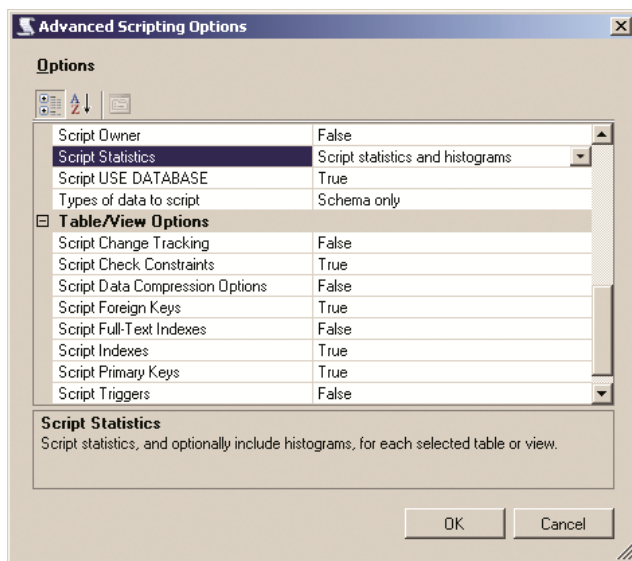 Advanced Scripting Options
Options
Script Owner False
Script Statistics Script statistics and histograms
Script USE DATABASE True
Types of data to script Schema only
Table/View Options
Script Change Tracking False
Script Check Constraints True
Script Data Compression Options False
Script Foreign Keys True
Script Full-Text Indexes False
Script Indexes True
Script Primary Keys True
Script Triggers False
Script Statistics
Script statistics, and optionally include histograms, for each selected table or view.
OK Cancel